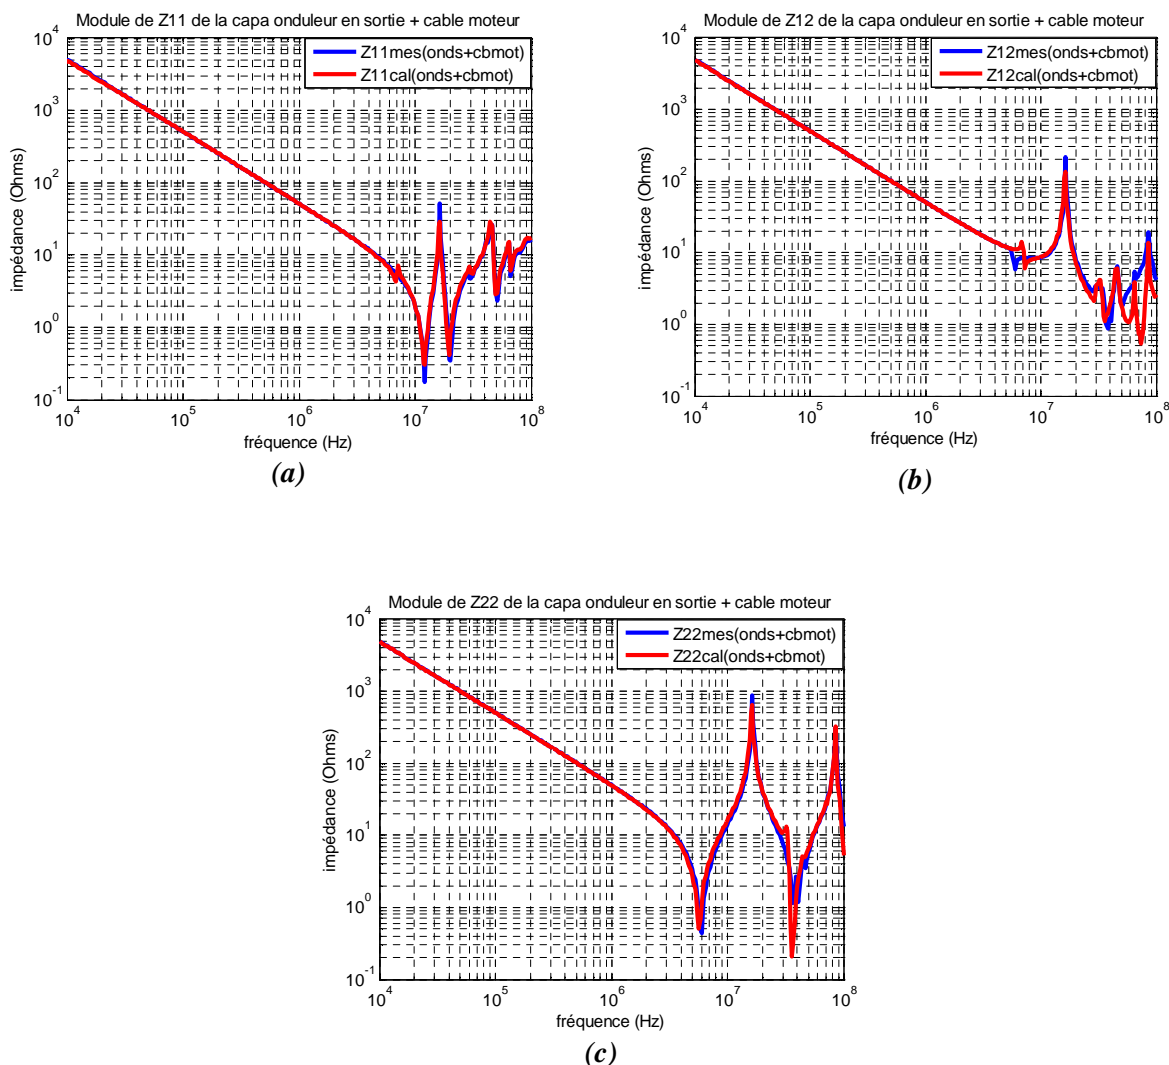 Module de Z11 de la capa onduleur en sortie + cable moteur
Z11mes(onds+cbmot)
Z11cal(onds+cbmot)
impédance (Ohms)
10^4
10^3
10^2
10^1
10^0
10^-1
10^4 10^5 10^6 10^7 10^8
fréquence (Hz)
(a)
Module de Z12 de la capa onduleur en sortie + cable moteur
Z12mes(onds+cbmot)
Z12cal(onds+cbmot)
impédance (Ohms)
10^4
10^3
10^2
10^1
10^0
10^-1
10^4 10^5 10^6 10^7 10^8
fréquence (Hz)
(b)
Module de Z22 de la capa onduleur en sortie + cable moteur
Z22mes(onds+cbmot)
Z22cal(onds+cbmot)
impédance (Ohms)
10^4
10^3
10^2
10^1
10^0
10^-1
10^4 10^5 10^6 10^7 10^8
fréquence (Hz)
(c)